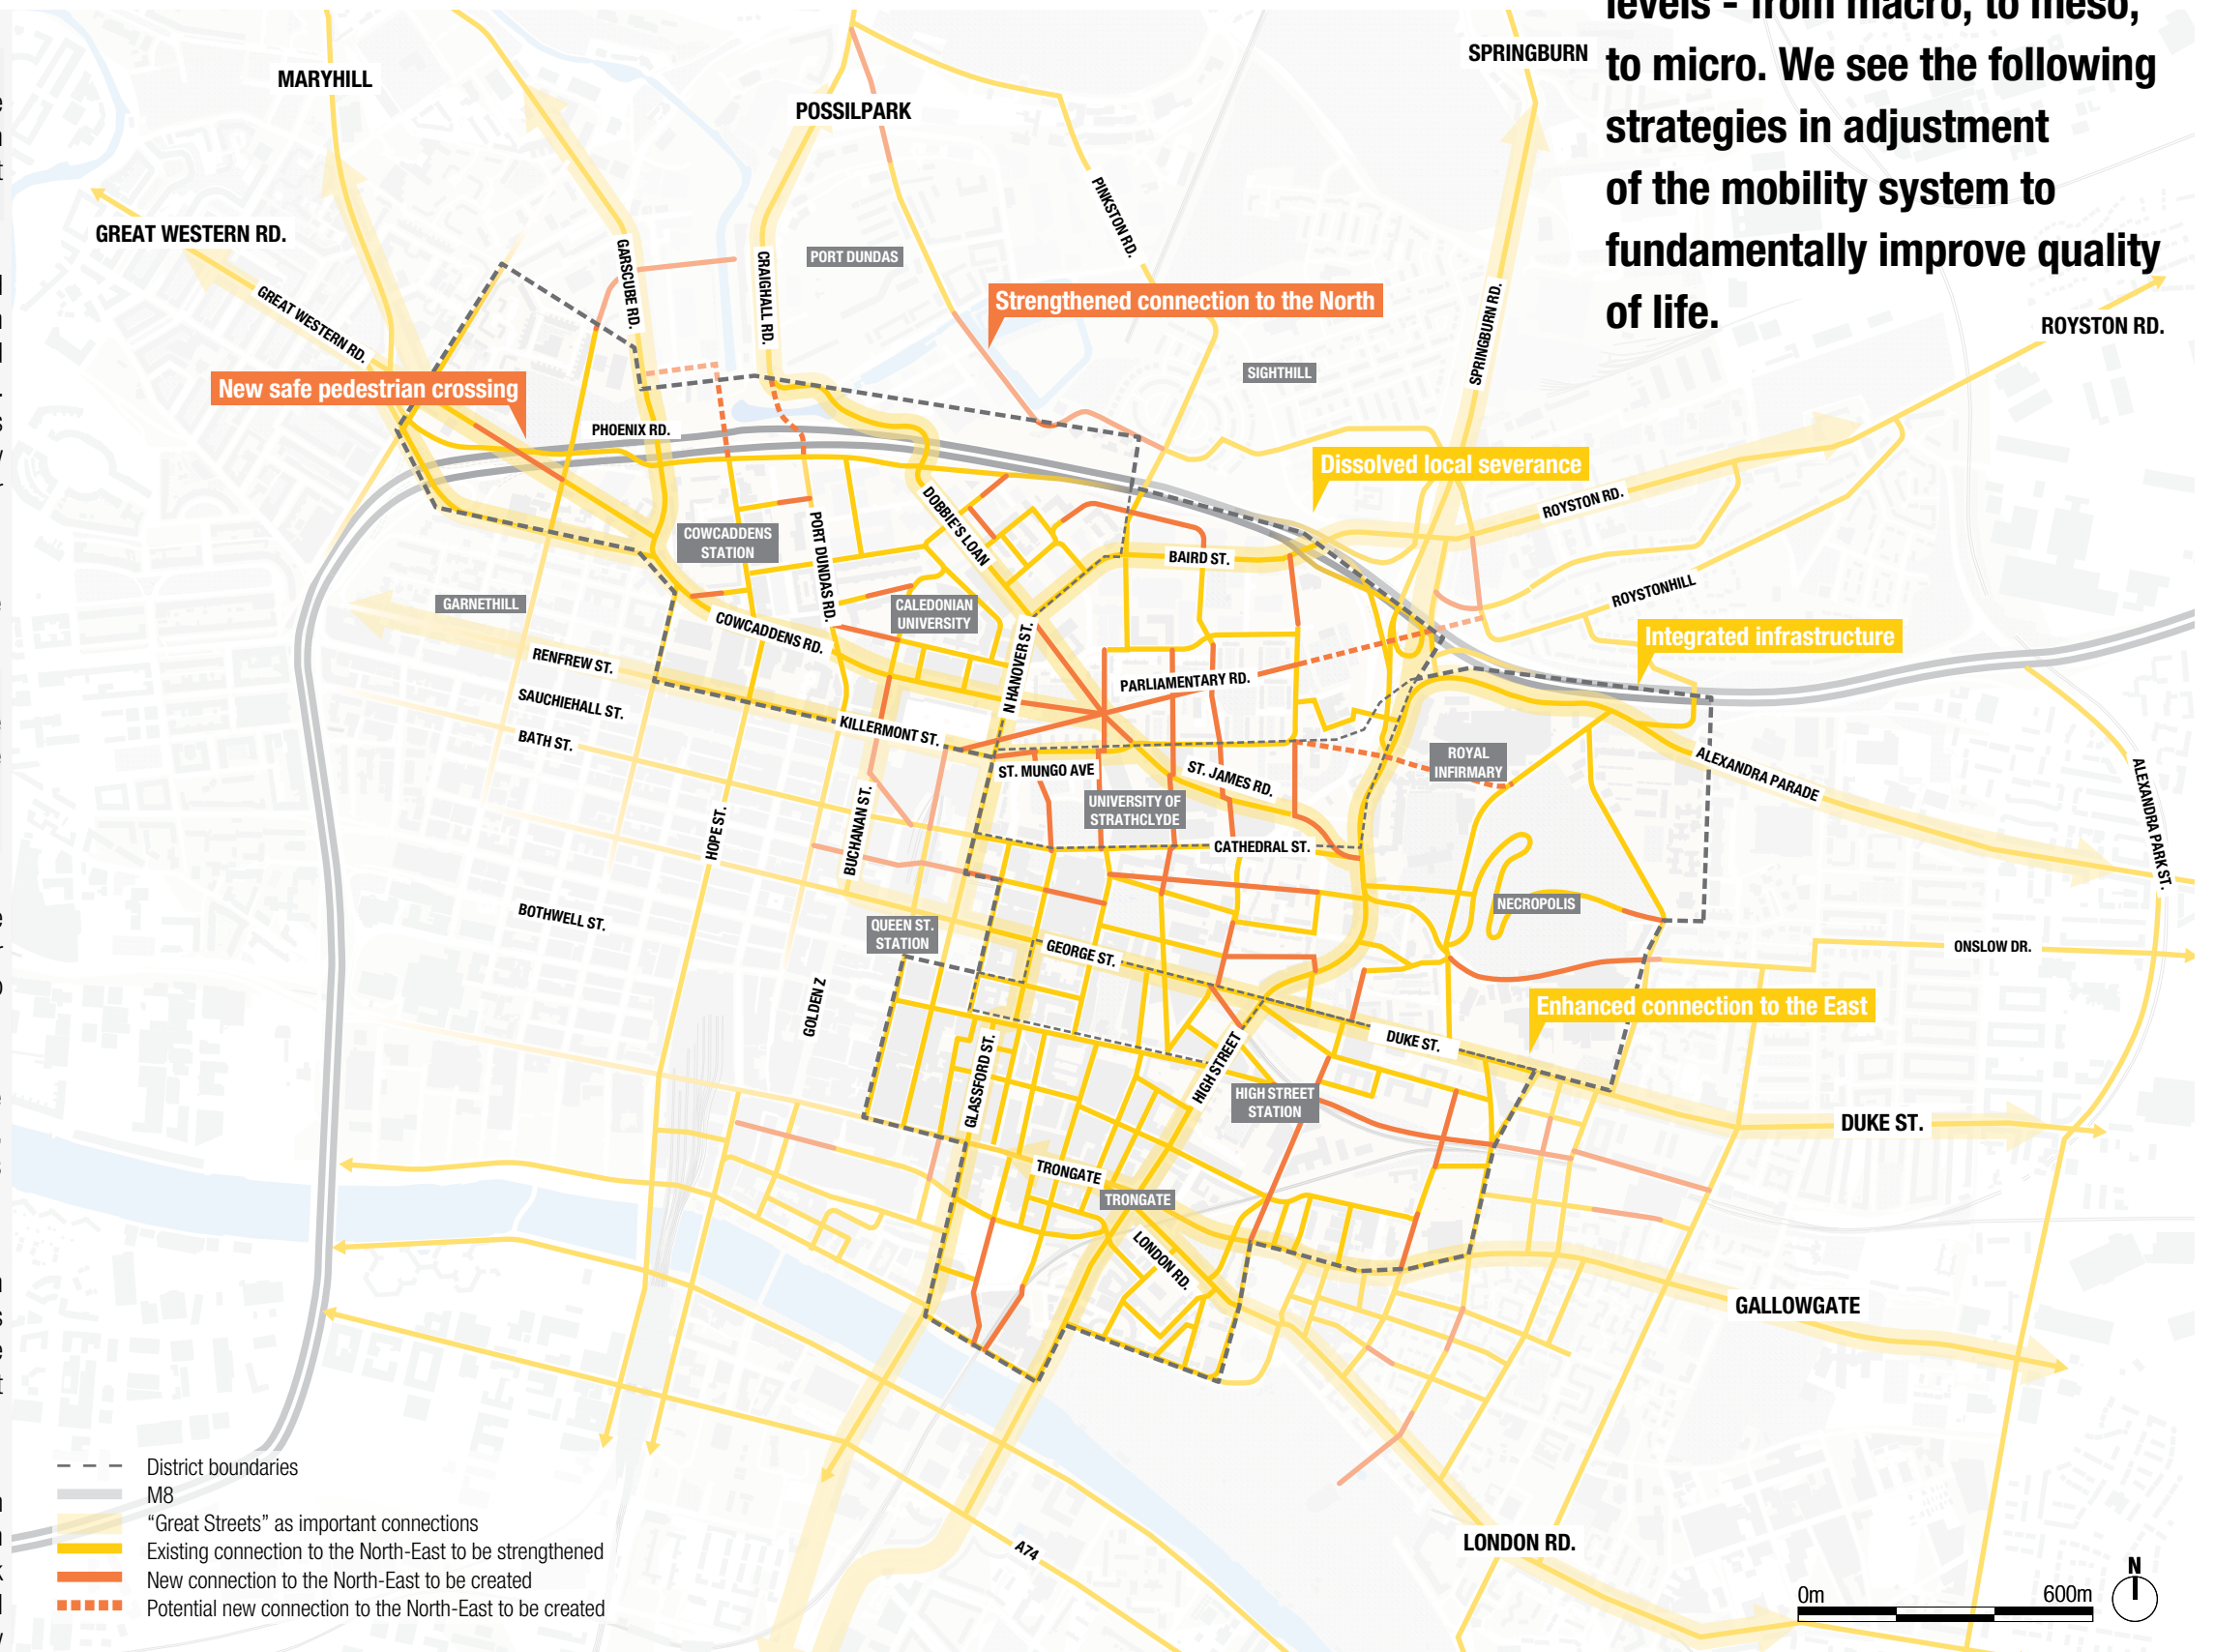 levels - from macro, to meso,
to micro. We see the following
strategies in adjustment
of the mobility system to
fundamentally improve quality
of life.
SPRINGBURN
MARYHILL
POSSILPARK
PINKSTON RD.
GREAT WESTERN RD.
GARSCUBE RD.
CRAIGHALL RD.
PORT DUNDAS
GREAT WESTERN RD.
Strengthened connection to the North
SPRINGBURN RD.
ROYSTON RD.
New safe pedestrian crossing
SIGHTHILL
PHOENIX RD.
Dissolved local severance
ROYSTON RD.
DOBBIE'S LOAN
COWCADDENS
STATION
PORT DUNDAS RD.
BAIRD ST.
ROYSTONHILL
GARNETHILL
CALEDONIAN
UNIVERSITY
COWCADDENS RD.
N HANOVER ST.
Integrated infrastructure
RENFREW ST.
PARLIAMENTARY RD.
SAUCHIEHALL ST.
KILLERMONT ST.
BATH ST.
ST. MUNGO AVE
ST. JAMES RD.
ROYAL
INFIRMARY
ALEXANDRA PARADE
ALEXANDRA PARK ST.
UNIVERSITY OF
STRATHCLYDE
HOPE ST.
BUCHANAN ST.
CATHEDRAL ST.
NECROPOLIS
BOTHWELL ST.
QUEEN ST.
STATION
GEORGE ST.
ONSLOW DR.
GOLDEN Z
Enhanced connection to the East
DUKE ST.
GLASSFORD ST.
HIGH STREET
HIGH STREET
STATION
DUKE ST.
TRONGATE
TRONGATE
LONDON RD.
GALLOWGATE
District boundaries
M8
“Great Streets” as important connections
Existing connection to the North-East to be strengthened
New connection to the North-East to be created
Potential new connection to the North-East to be created
A74
LONDON RD.
0m 600m
N